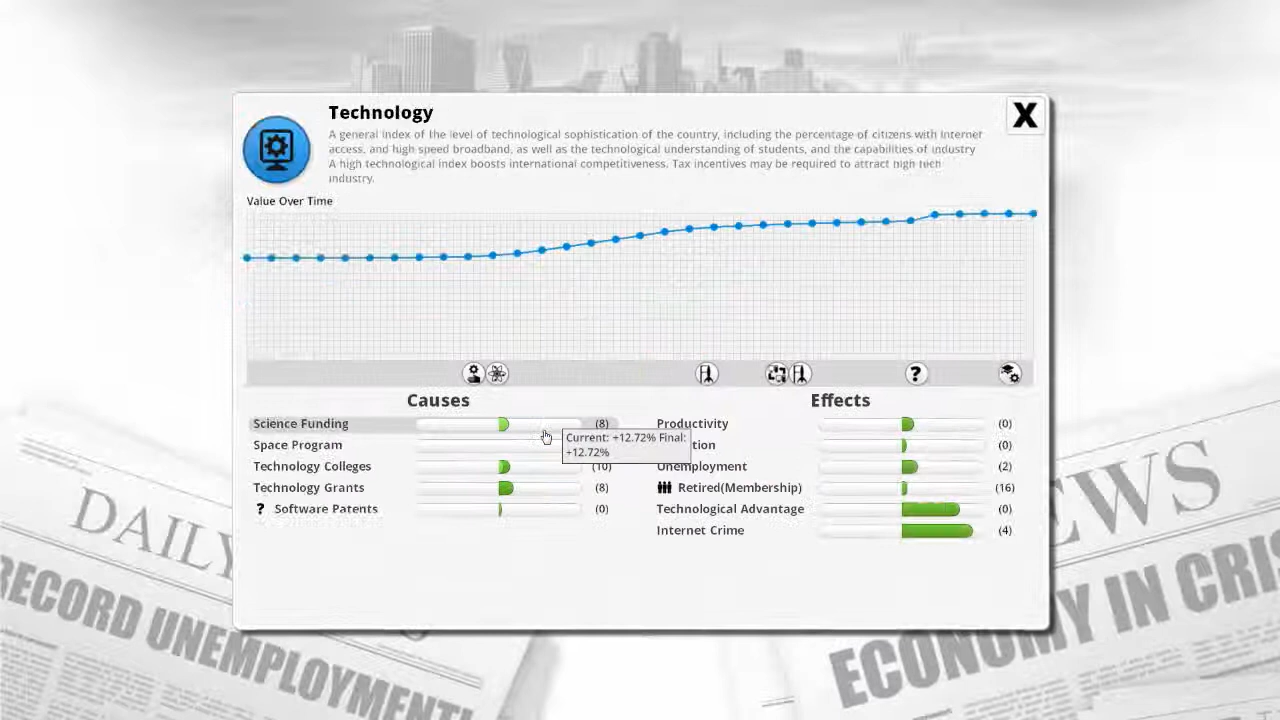 Technology
X
A general index of the level of technological sophistication of the country, including the percentage of citizens with Internet
access, and high speed broadband, as well as the technological understanding of students, and the capabilities of industry
A high technological index boosts international competitiveness. Tax incentives may be required to attract high tech
industry.
Value Over Time
?
Causes
Effects
Science Funding (8)
Productivity (0)
Current: +12.72% Final:
+12.72%
Space Program
tion (0)
Technology Colleges (10)
Unemployment (2)
Technology Grants (8)
Retired(Membership) (16)
? Software Patents (0)
Technological Advantage (0)
Internet Crime (4)
DAILY
EWS
RECORD UNEMPLOYMENT
ECONOMY IN CRIS